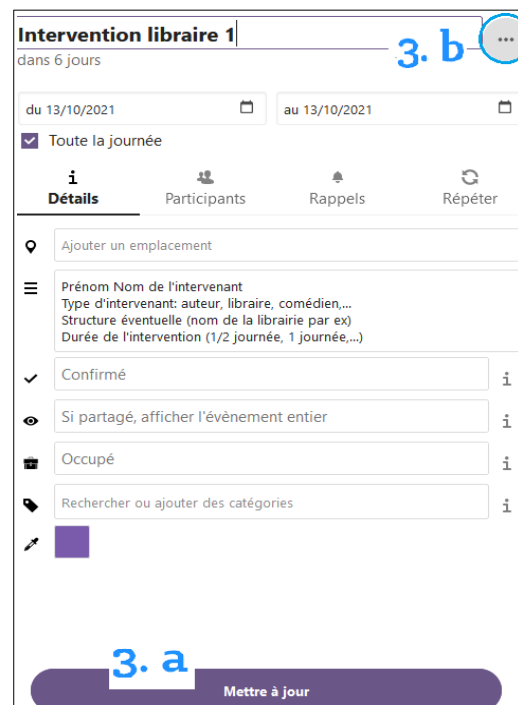 Intervention libraire 1
3. b
...
dans 6 jours
du 13/10/2021
au 13/10/2021
Toute la journée
Détails
Participants
Rappels
Répéter
Ajouter un emplacement
Prénom Nom de l'intervenant
Type d'intervenant: auteur, libraire, comédien,...
Structure éventuelle (nom de la librairie par ex)
Durée de l'intervention (1/2 journée, 1 journée,...)
Confirmé
Si partagé, afficher l'évènement entier
Occupé
Rechercher ou ajouter des catégories
3. a
Mettre à jour